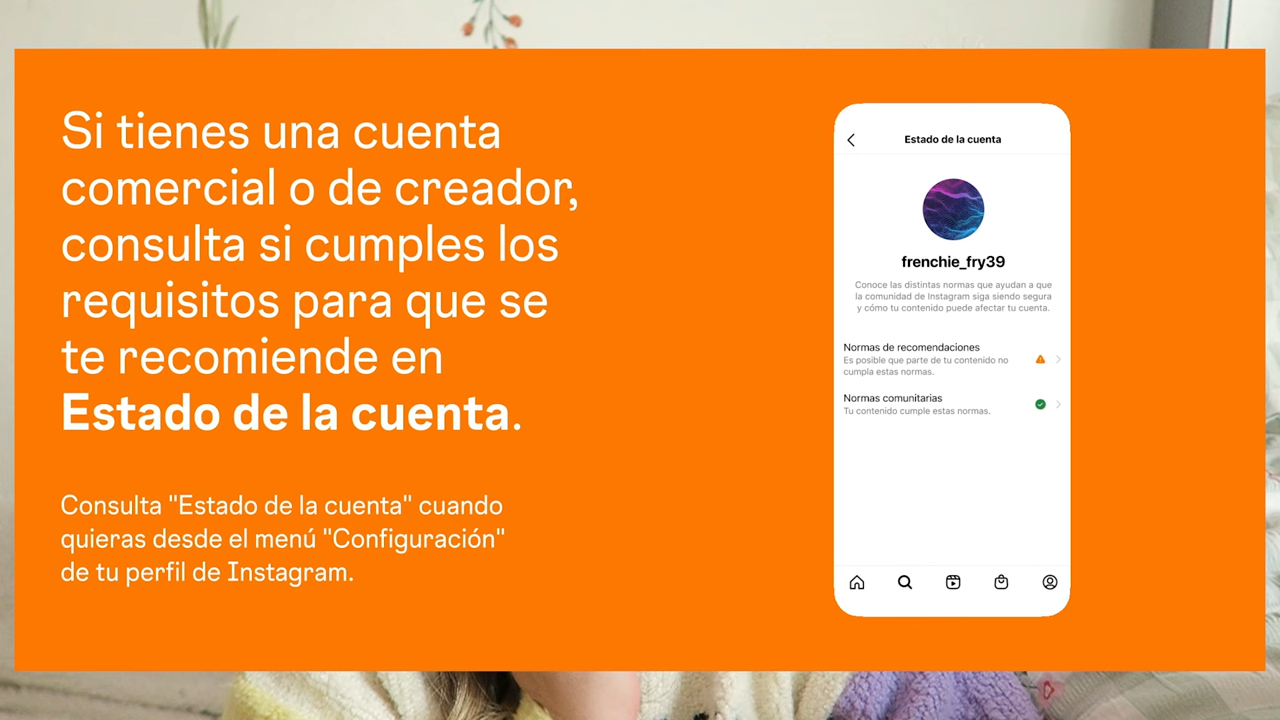 Si tienes una cuenta
comercial o de creador,
consulta si cumples los
requisitos para que se
te recomiende en
Estado de la cuenta.
Consulta "Estado de la cuenta" cuando
quieras desde el menú "Configuración"
de tu perfil de Instagram.
Estado de la cuenta
frenchie_fry39
Conoce las distintas normas que ayudan a que
la comunidad de Instagram siga siendo segura
y cómo tu contenido puede afectar tu cuenta.
Normas de recomendaciones
Es posible que parte de tu contenido no
cumpla estas normas.
Normas comunitarias
Tu contenido cumple estas normas.